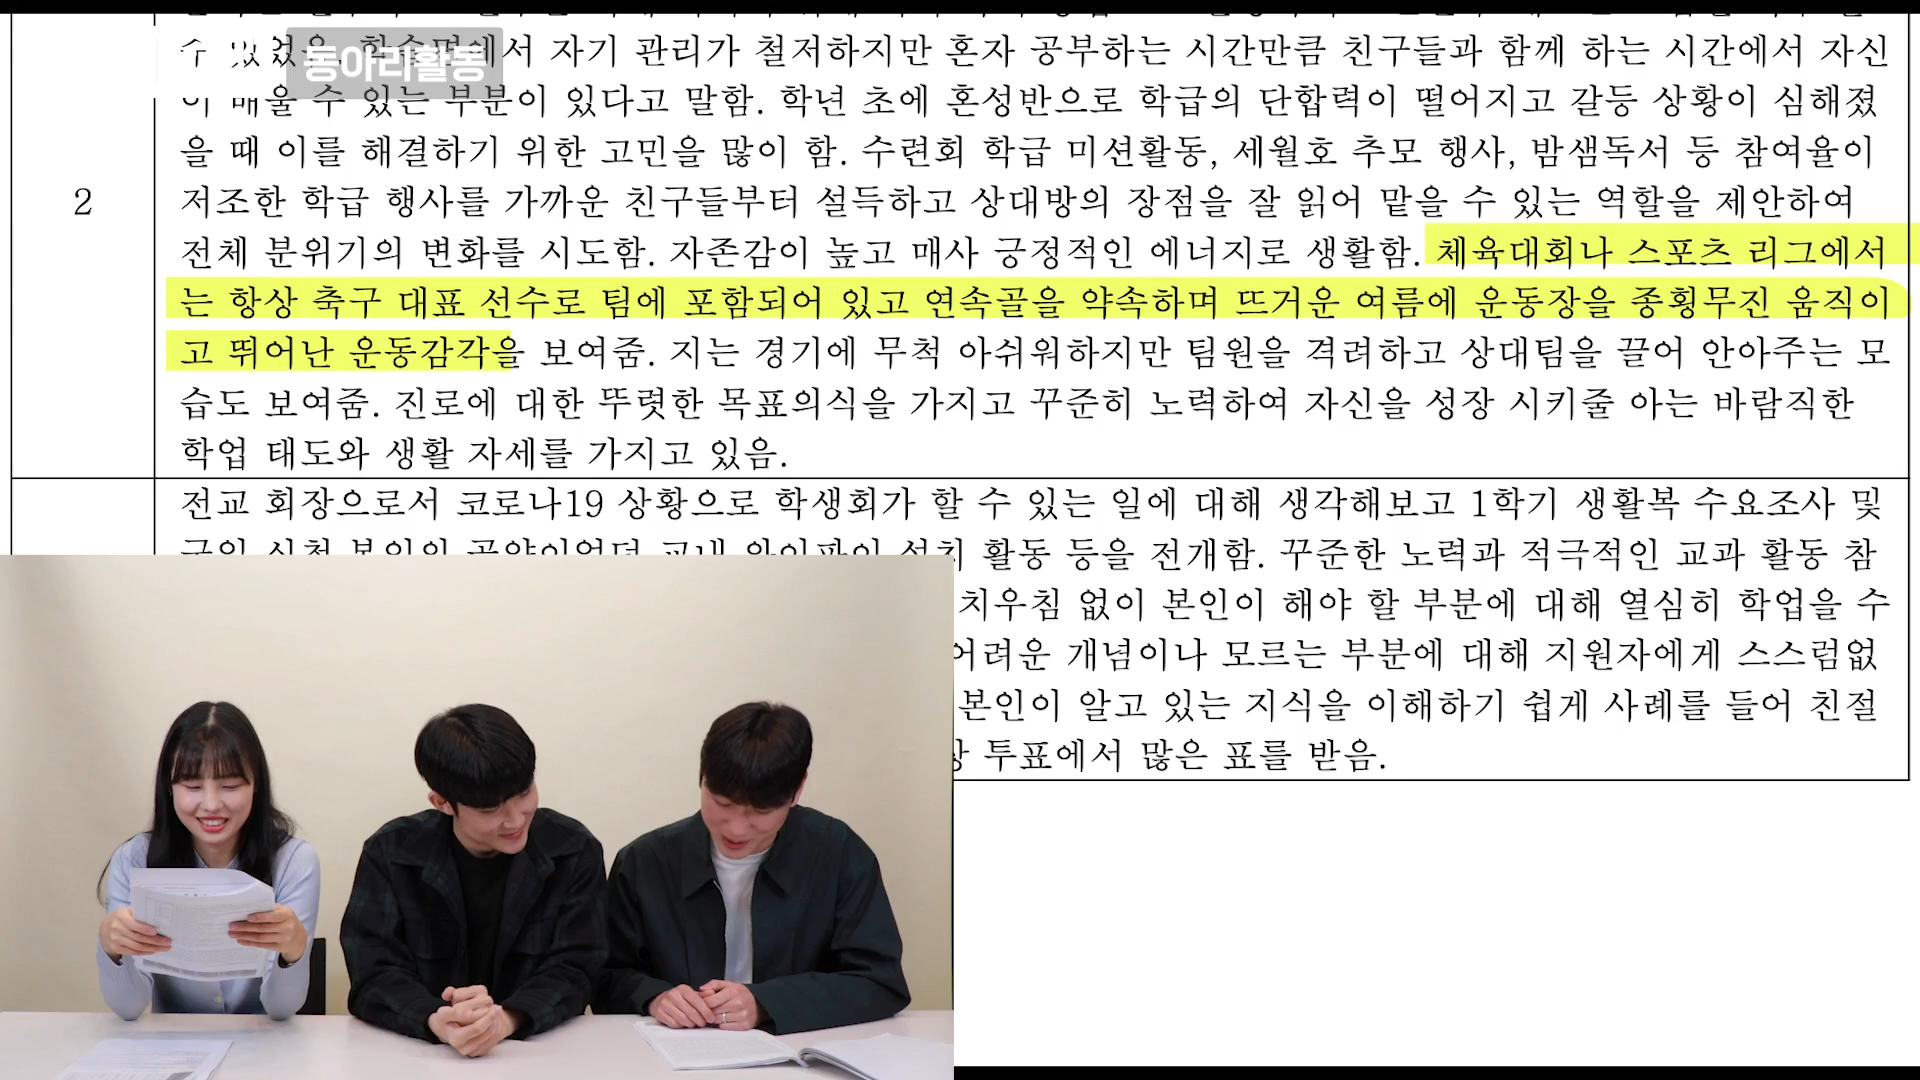 동아리활동
서 자기 관리가 철저하지만 혼자 공부하는 시간만큼 친구들과 함께 하는 시간에서 자신
이 배울 수 있는 부분이 있다고 말함. 학년 초에 혼성반으로 학급의 단합력이 떨어지고 갈등 상황이 심해졌
을 때 이를 해결하기 위한 고민을 많이 함. 수련회 학급 미션활동, 세월호 추모 행사, 밤샘독서 등 참여율이
2
저조한 학급 행사를 가까운 친구들부터 설득하고 상대방의 장점을 잘 읽어 맡을 수 있는 역할을 제안하여
전체 분위기의 변화를 시도함. 자존감이 높고 매사 긍정적인 에너지로 생활함. 체육대회나 스포츠 리그에서
는 항상 축구 대표 선수로 팀에 포함되어 있고 연속골을 약속하며 뜨거운 여름에 운동장을 종횡무진 움직이
고 뛰어난 운동감각을 보여줌. 지는 경기에 무척 아쉬워하지만 팀원을 격려하고 상대팀을 끌어 안아주는 모
습도 보여줌. 진로에 대한 뚜렷한 목표의식을 가지고 꾸준히 노력하여 자신을 성장 시키줄 아는 바람직한
학업 태도와 생활 자세를 가지고 있음.
전교 회장으로서 코로나19 상황으로 학생회가 할 수 있는 일에 대해 생각해보고 1학기 생활복 수요조사 및
활동 등을 전개함. 꾸준한 노력과 적극적인 교과 활동 참
치우침 없이 본인이 해야 할 부분에 대해 열심히 학업을 수
어려운 개념이나 모르는 부분에 대해 지원자에게 스스럼없
본인이 알고 있는 지식을 이해하기 쉽게 사례를 들어 친절
투표에서 많은 표를 받음.